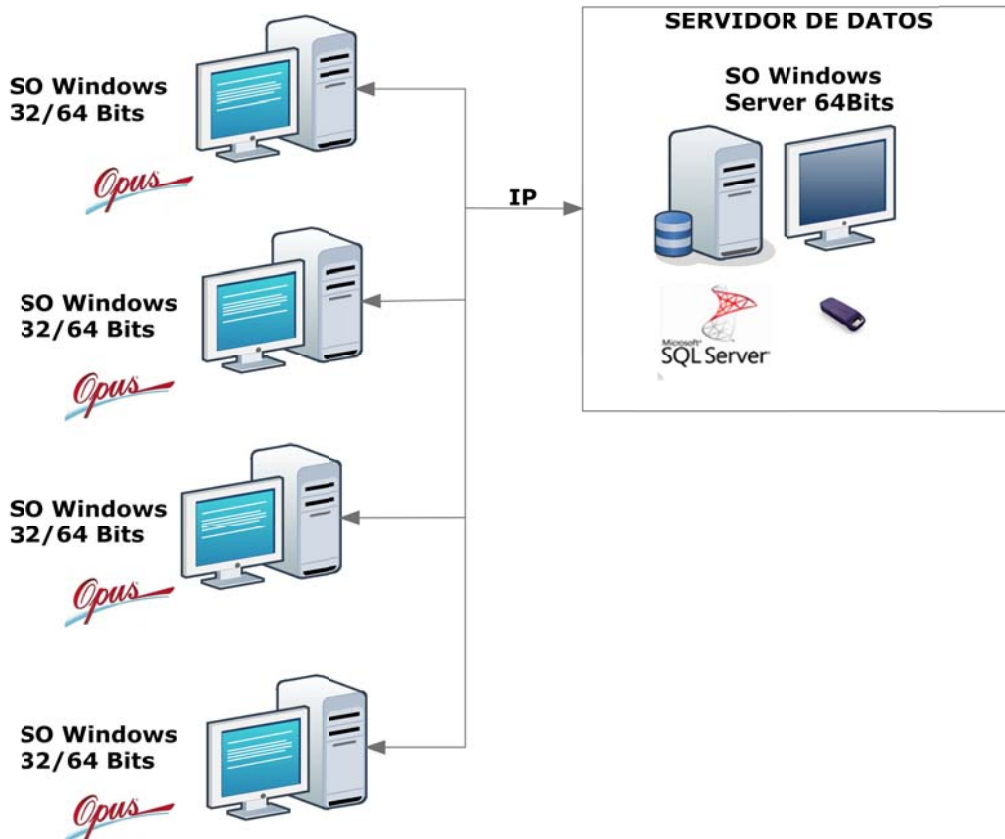 SERVIDOR DE DATOS
SO Windows
Server 64Bits
Microsoft®
SQL Server
IP
SO Windows
32/64 Bits
Opus
SO Windows
32/64 Bits
Opus
SO Windows
32/64 Bits
Opus
SO Windows
32/64 Bits
Opus